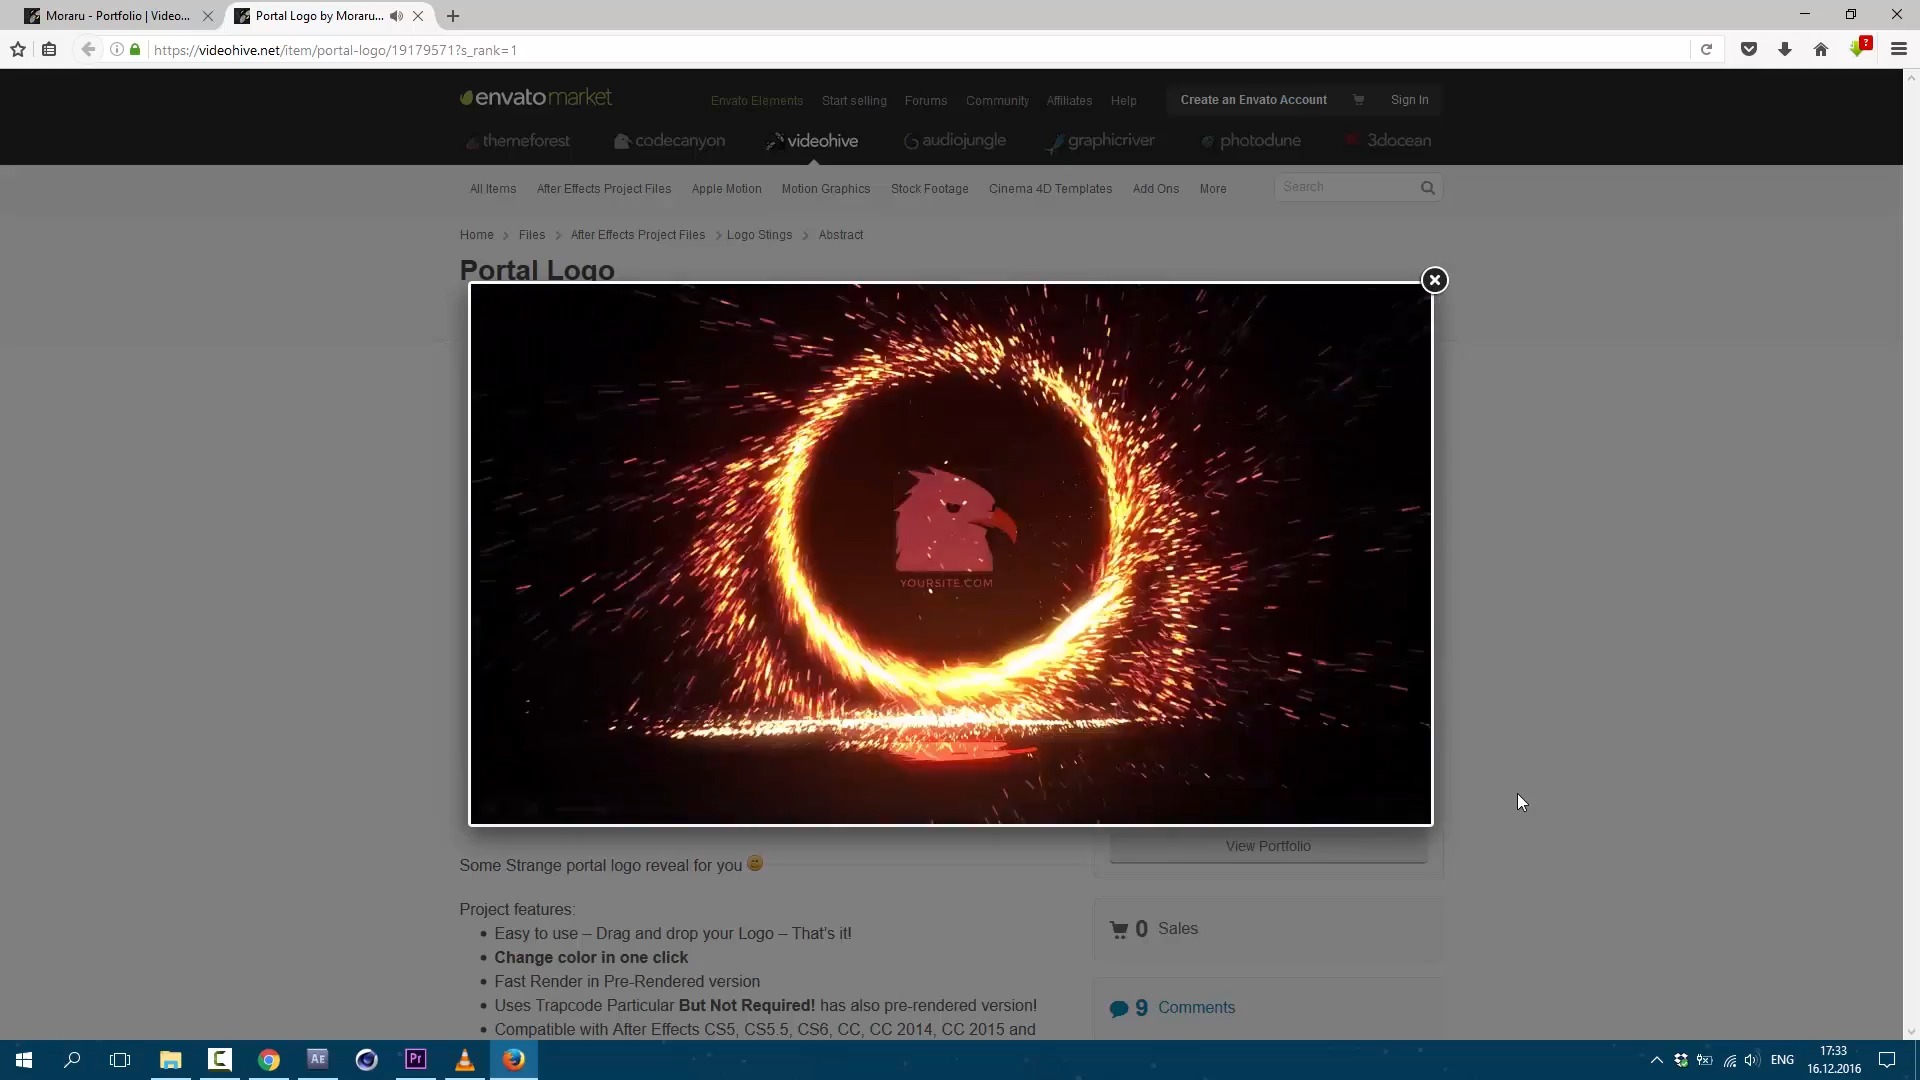 Moraru - Portfolio | Video...
Portal Logo by Moraru...
https://videohive.net/item/portal-logo/19179571?s_rank=1
envatomarket
Envato Elements Start selling Forums Community Affiliates Help Create an Envato Account Sign In
themeforest codecanyon videohive audiojungle graphicriver photodune 3docean
All Items After Effects Project Files Apple Motion Motion Graphics Stock Footage Cinema 4D Templates Add Ons More Search
Home Files After Effects Project Files Logo Stings Abstract
Portal Logo
YOURSITE.COM
View Portfolio
Some Strange portal logo reveal for you
Project features:
Easy to use – Drag and drop your Logo – That's it!
Change color in one click
Fast Render in Pre-Rendered version
Uses Trapcode Particular But Not Required! has also pre-rendered version!
Compatible with After Effects CS5, CS5.5, CS6, CC, CC 2014, CC 2015 and
0 Sales
9 Comments
Ae
Pr
ENG
17:33
16.12.2016